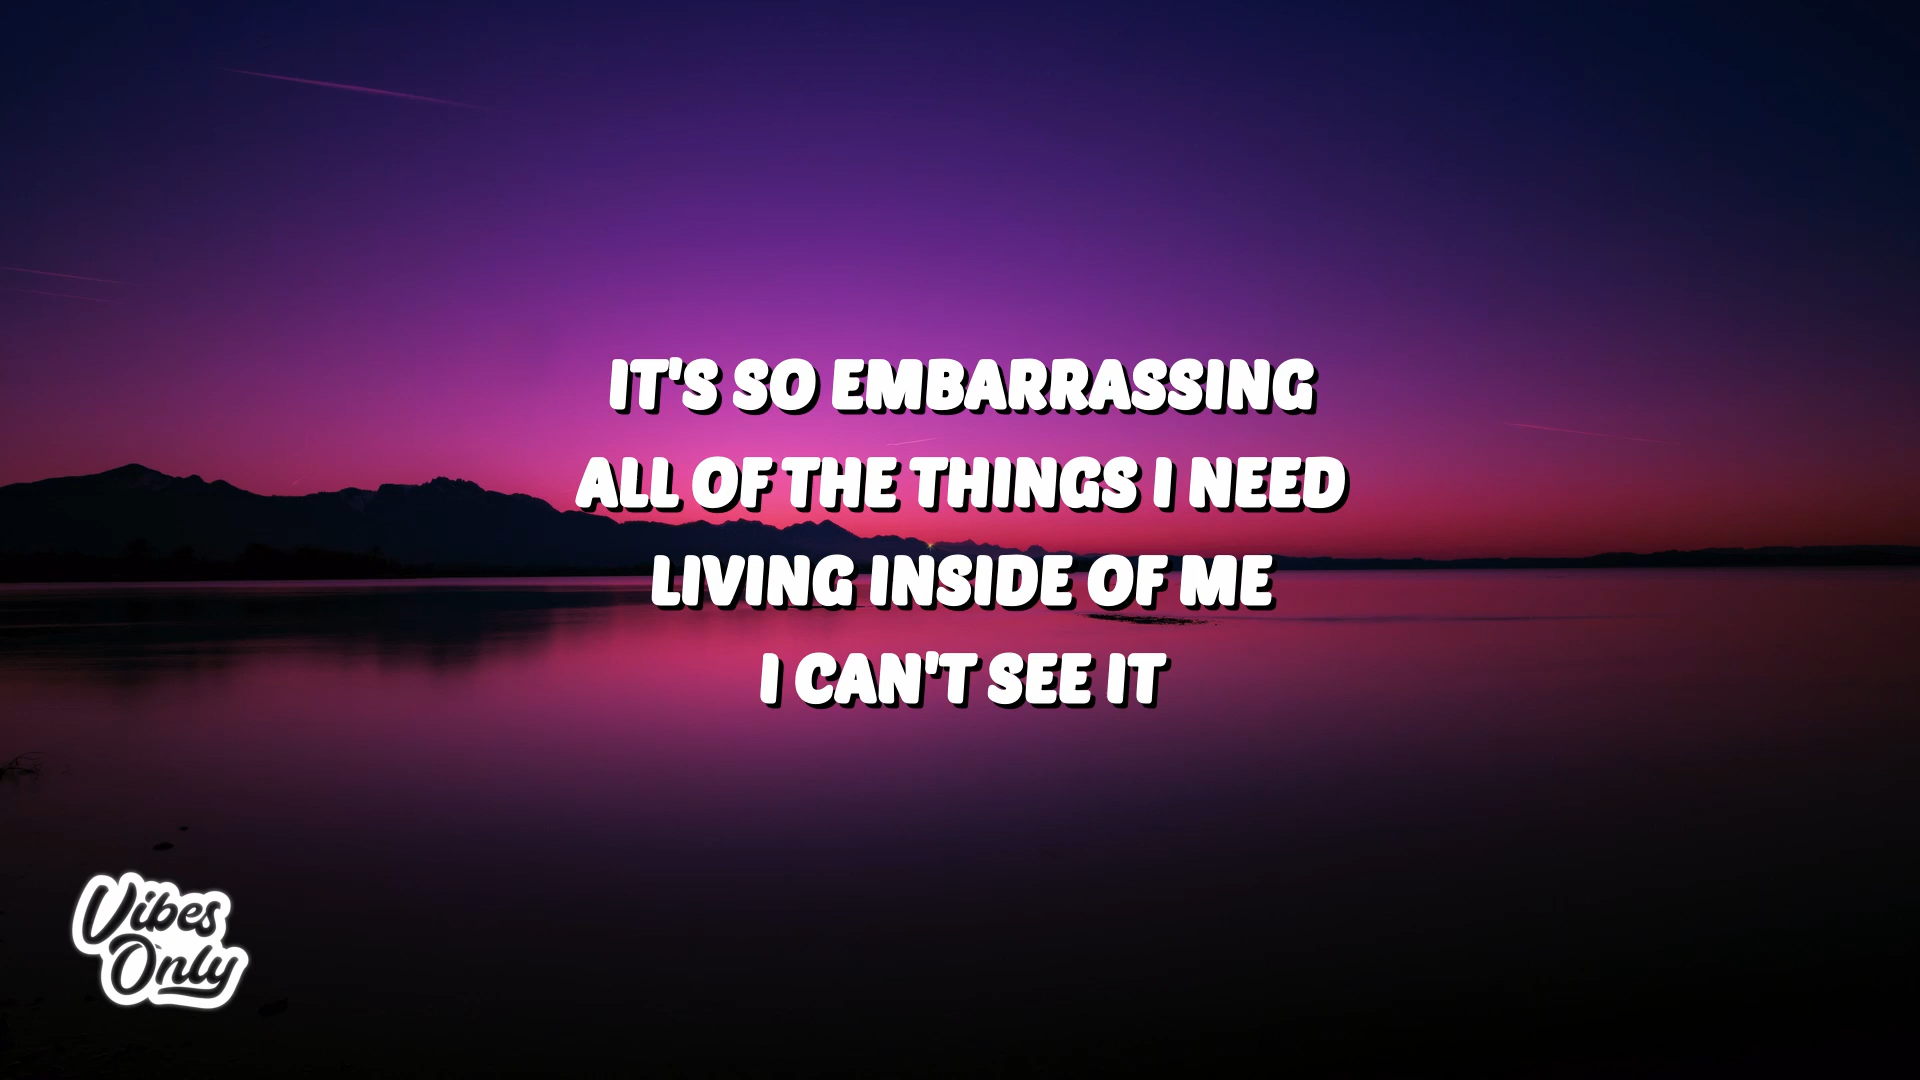 IT'S SO EMBARRASSING
ALL OF THE THINGS I NEED
LIVING INSIDE OF ME
I CAN'T SEE IT
Vibes
Only